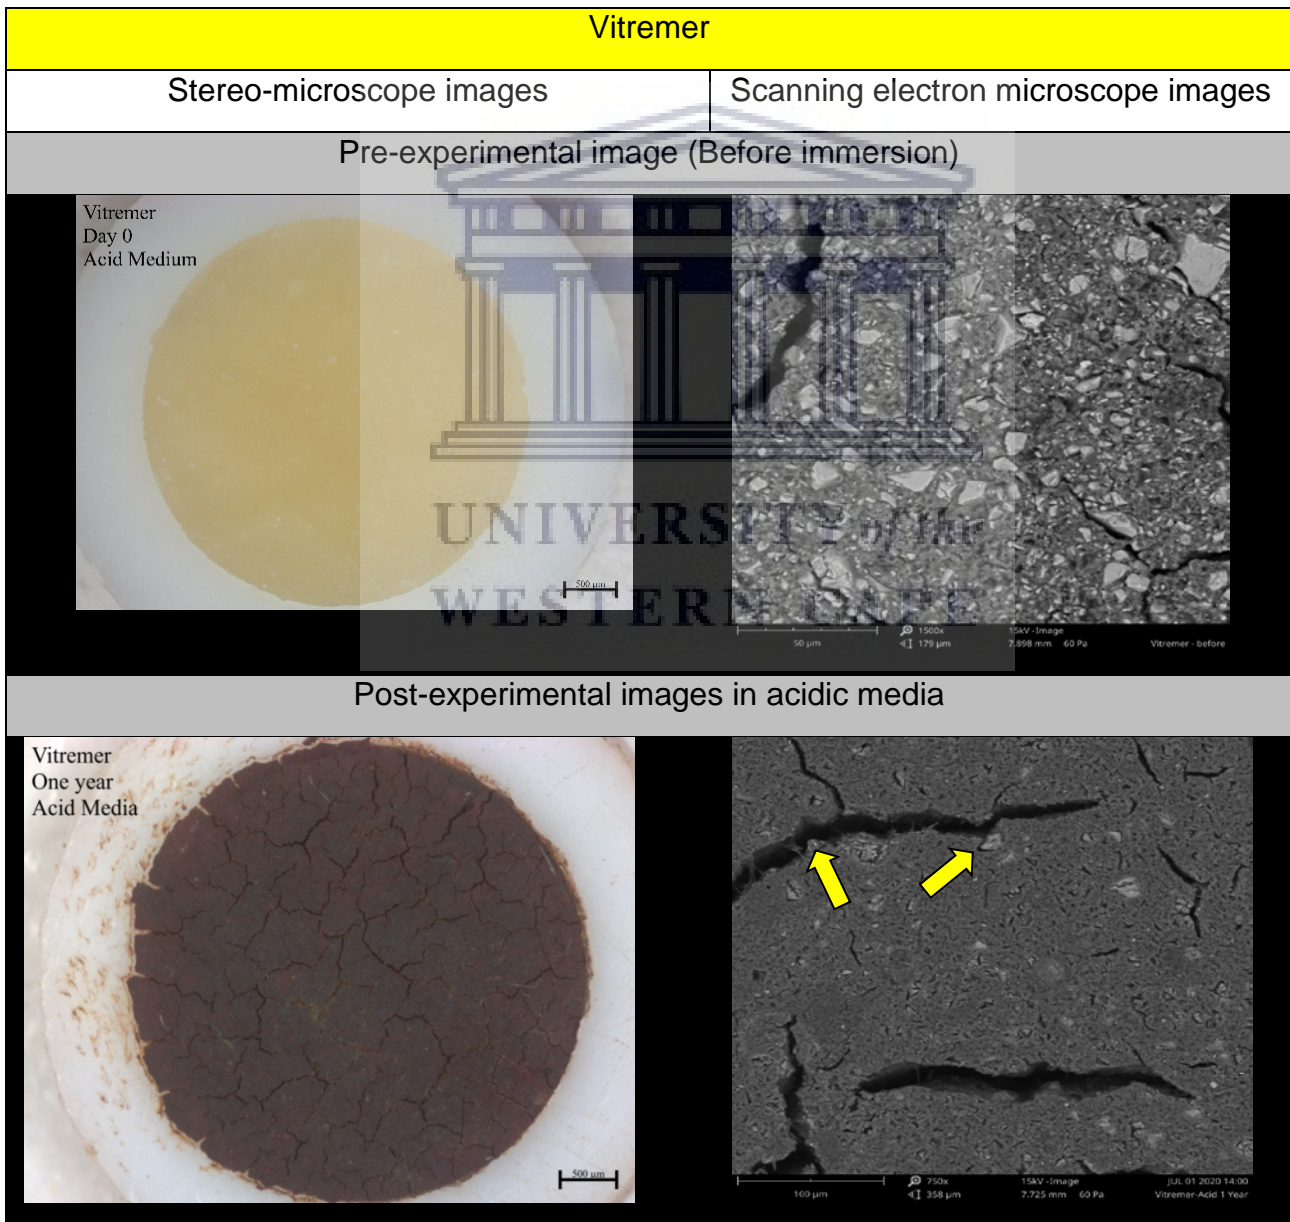 Vitremer
Stereo-microscope images
Scanning electron microscope images
Pre-experimental image (Before immersion)
Vitremer
Day 0
Acid Medium
500 µm
UNIVERSITY of the
WESTERN CAPE
50 µm
1500x
179 µm
15kV -Image
7.898 mm 60 Pa
Vitremer - before
Post-experimental images in acidic media
Vitremer
One year
Acid Media
500 µm
100 µm
750x
358 µm
15kV -Image
7.725 mm 60 Pa
JUL 01 2020 14:00
Vitremer-Acid 1 Year